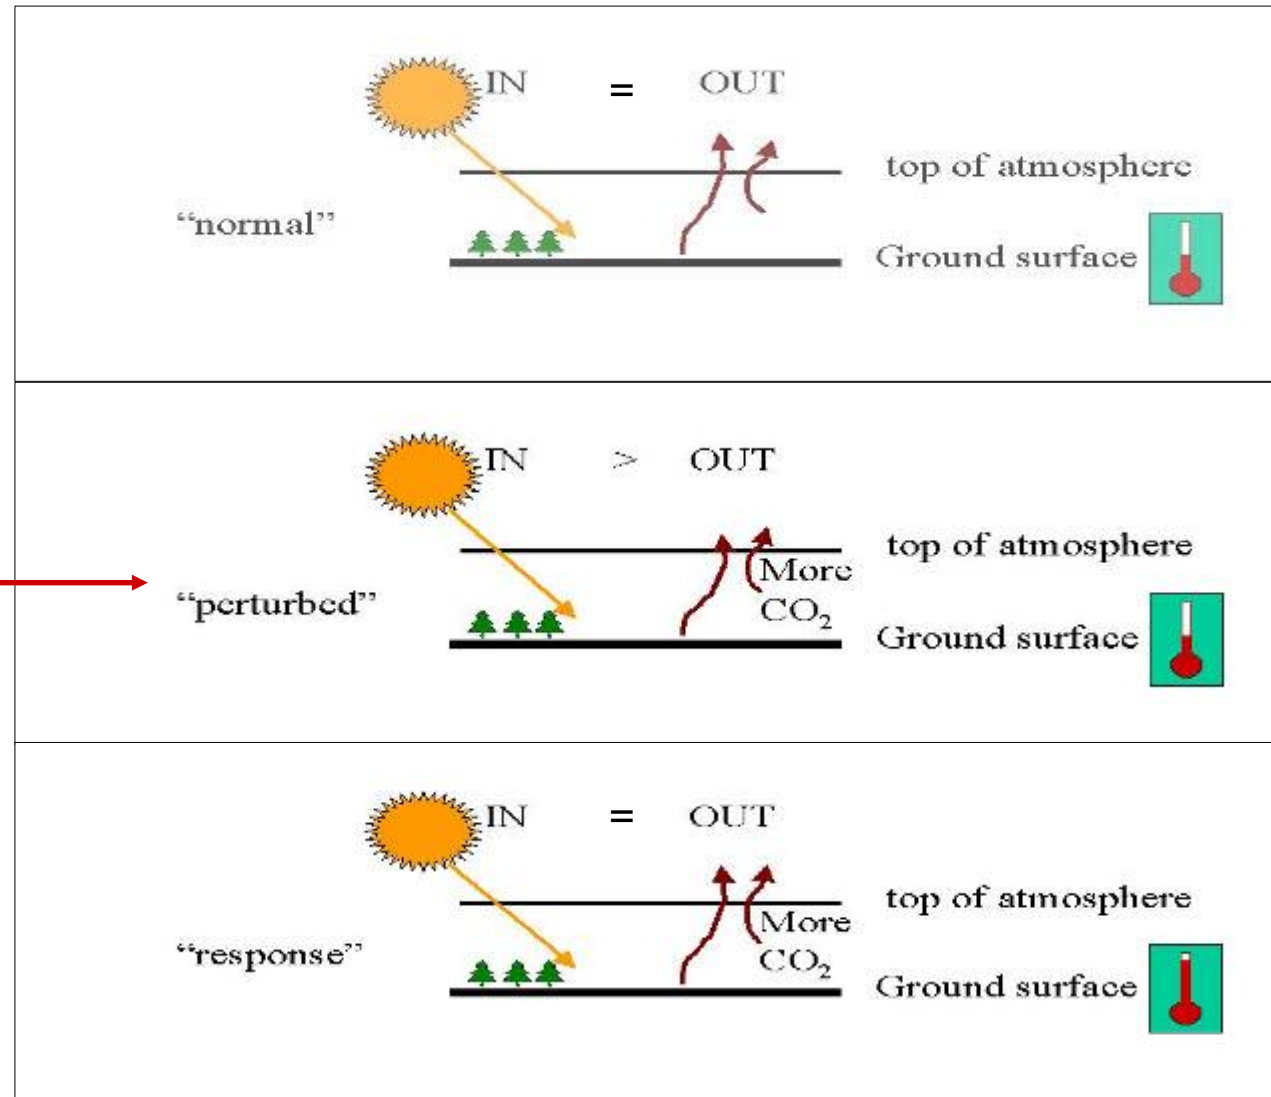 IN = OUT
top of atmosphere
“normal”
Ground surface
IN > OUT
top of atmosphere
More
“perturbed”
CO₂
Ground surface
IN = OUT
top of atmosphere
More
“response”
CO₂
Ground surface